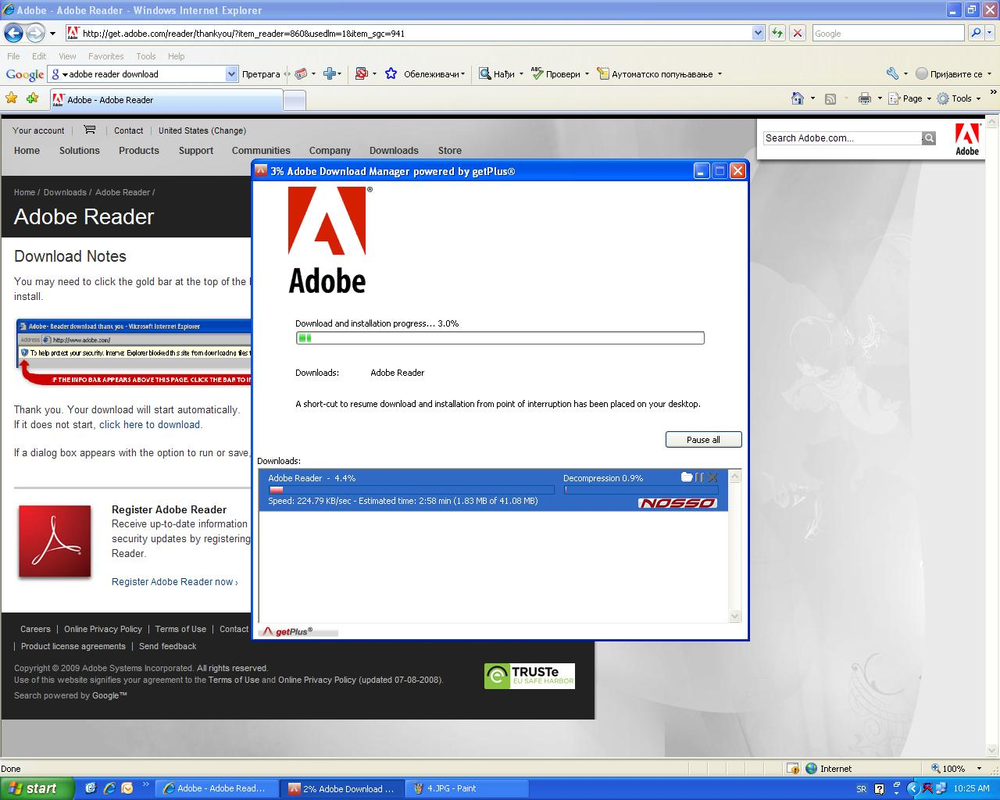 Adobe - Adobe Reader - Windows Internet Explorer
http://get.adobe.com/reader/thankyou/?item_reader=860&usedlm=1&item_sgc=941
Google
File Edit View Favorites Tools Help
Google adobe reader download Претрага Обележивачи Нађи ABC Провери Аутоматско попуњавање Пријавите се
Adobe - Adobe Reader
Page Tools
Your account Contact United States (Change)
Home Solutions Products Support Communities Company Downloads Store
Search Adobe.com...
Adobe
3% Adobe Download Manager powered by getPlus®
Home / Downloads / Adobe Reader /
Adobe Reader
Download Notes
You may need to click the gold bar at the top of the
install.
Adobe - Reader download thank you - Microsoft Internet Explorer
Address http://www.adobe.com/
To help protect your security, Internet Explorer blocked this site from downloading files
IF THE INFO BAR APPEARS ABOVE THIS PAGE, CLICK THE BAR TO
Thank you. Your download will start automatically.
If it does not start, click here to download.
If a dialog box appears with the option to run or save,
Register Adobe Reader
Receive up-to-date information
security updates by registering
Reader.
Register Adobe Reader now ›
Adobe
®
Download and installation progress... 3.0%
Downloads: Adobe Reader
A short-cut to resume download and installation from point of interruption has been placed on your desktop.
Pause all
Downloads:
Adobe Reader - 4.4% Decompression 0.9%
Speed: 224.79 KB/sec - Estimated time: 2:58 min (1.83 MB of 41.08 MB) NOSSO
getPlus®
Careers | Online Privacy Policy | Terms of Use | Contact
| Product license agreements | Send feedback
Copyright © 2009 Adobe Systems Incorporated. All rights reserved.
Use of this website signifies your agreement to the Terms of Use and Online Privacy Policy (updated 07-08-2008).
Search powered by Google™
TRUSTe
EU SAFE HARBOR
Done Internet 100%
start Adobe - Adobe Read... 2% Adobe Download ... 4.JPG - Paint SR 10:25 AM